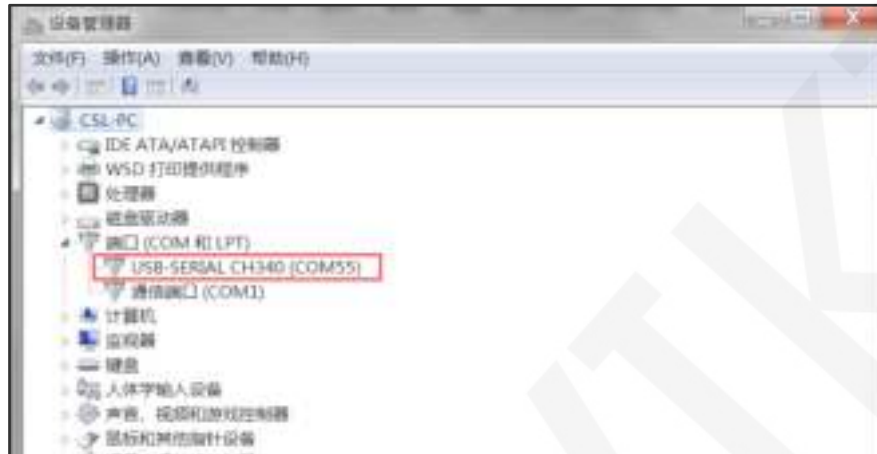 设备管理器
文件(F) 操作(A) 查看(V) 帮助(H)
CSL-PC
IDE ATA/ATAPI 控制器
WSD 打印提供程序
处理器
磁盘驱动器
端口 (COM 和 LPT)
USB-SERIAL CH340 (COM55)
通信端口 (COM1)
计算机
监视器
键盘
人体学输入设备
声音、视频和游戏控制器
鼠标和其他指针设备